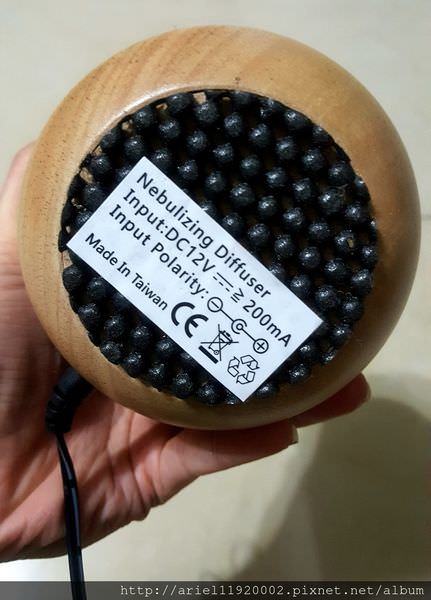 Nebulizing Diffuser
Input:DC12V ⎓ ≥ 200mA
Input Polarity:
Made In Taiwan
CE
http://ariel11920002.pixnet.net/album